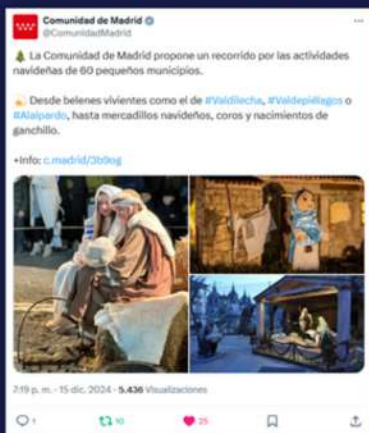 Comunidad de Madrid
@ComunidadMadrid
La Comunidad de Madrid propone un recorrido por las actividades
navideñas de 60 pequeños municipios.
Desde belenes vivientes como el de #Valdilecha, #Valdepiélagos o
#Alalpardo, hasta mercadillos navideños, coros y nacimientos de
ganchillo.
+Info: c.madrid/3b9og
7:19 p. m. · 15 dic. 2024 · 5.436 Visualizaciones
1 10 25